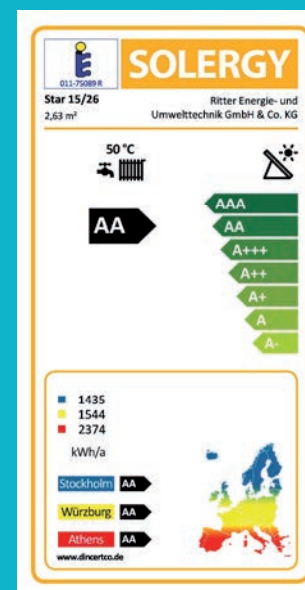 011-7S089 R
SOLERGY
Star 15/26
2,63 m²
Ritter Energie- und
Umwelttechnik GmbH & Co. KG
50 °C
AA
AAA
AA
A+++
A++
A+
A
A-
1435
1544
2374
kWh/a
Stockholm AA
Würzburg AA
Athens AA
www.dincertco.de